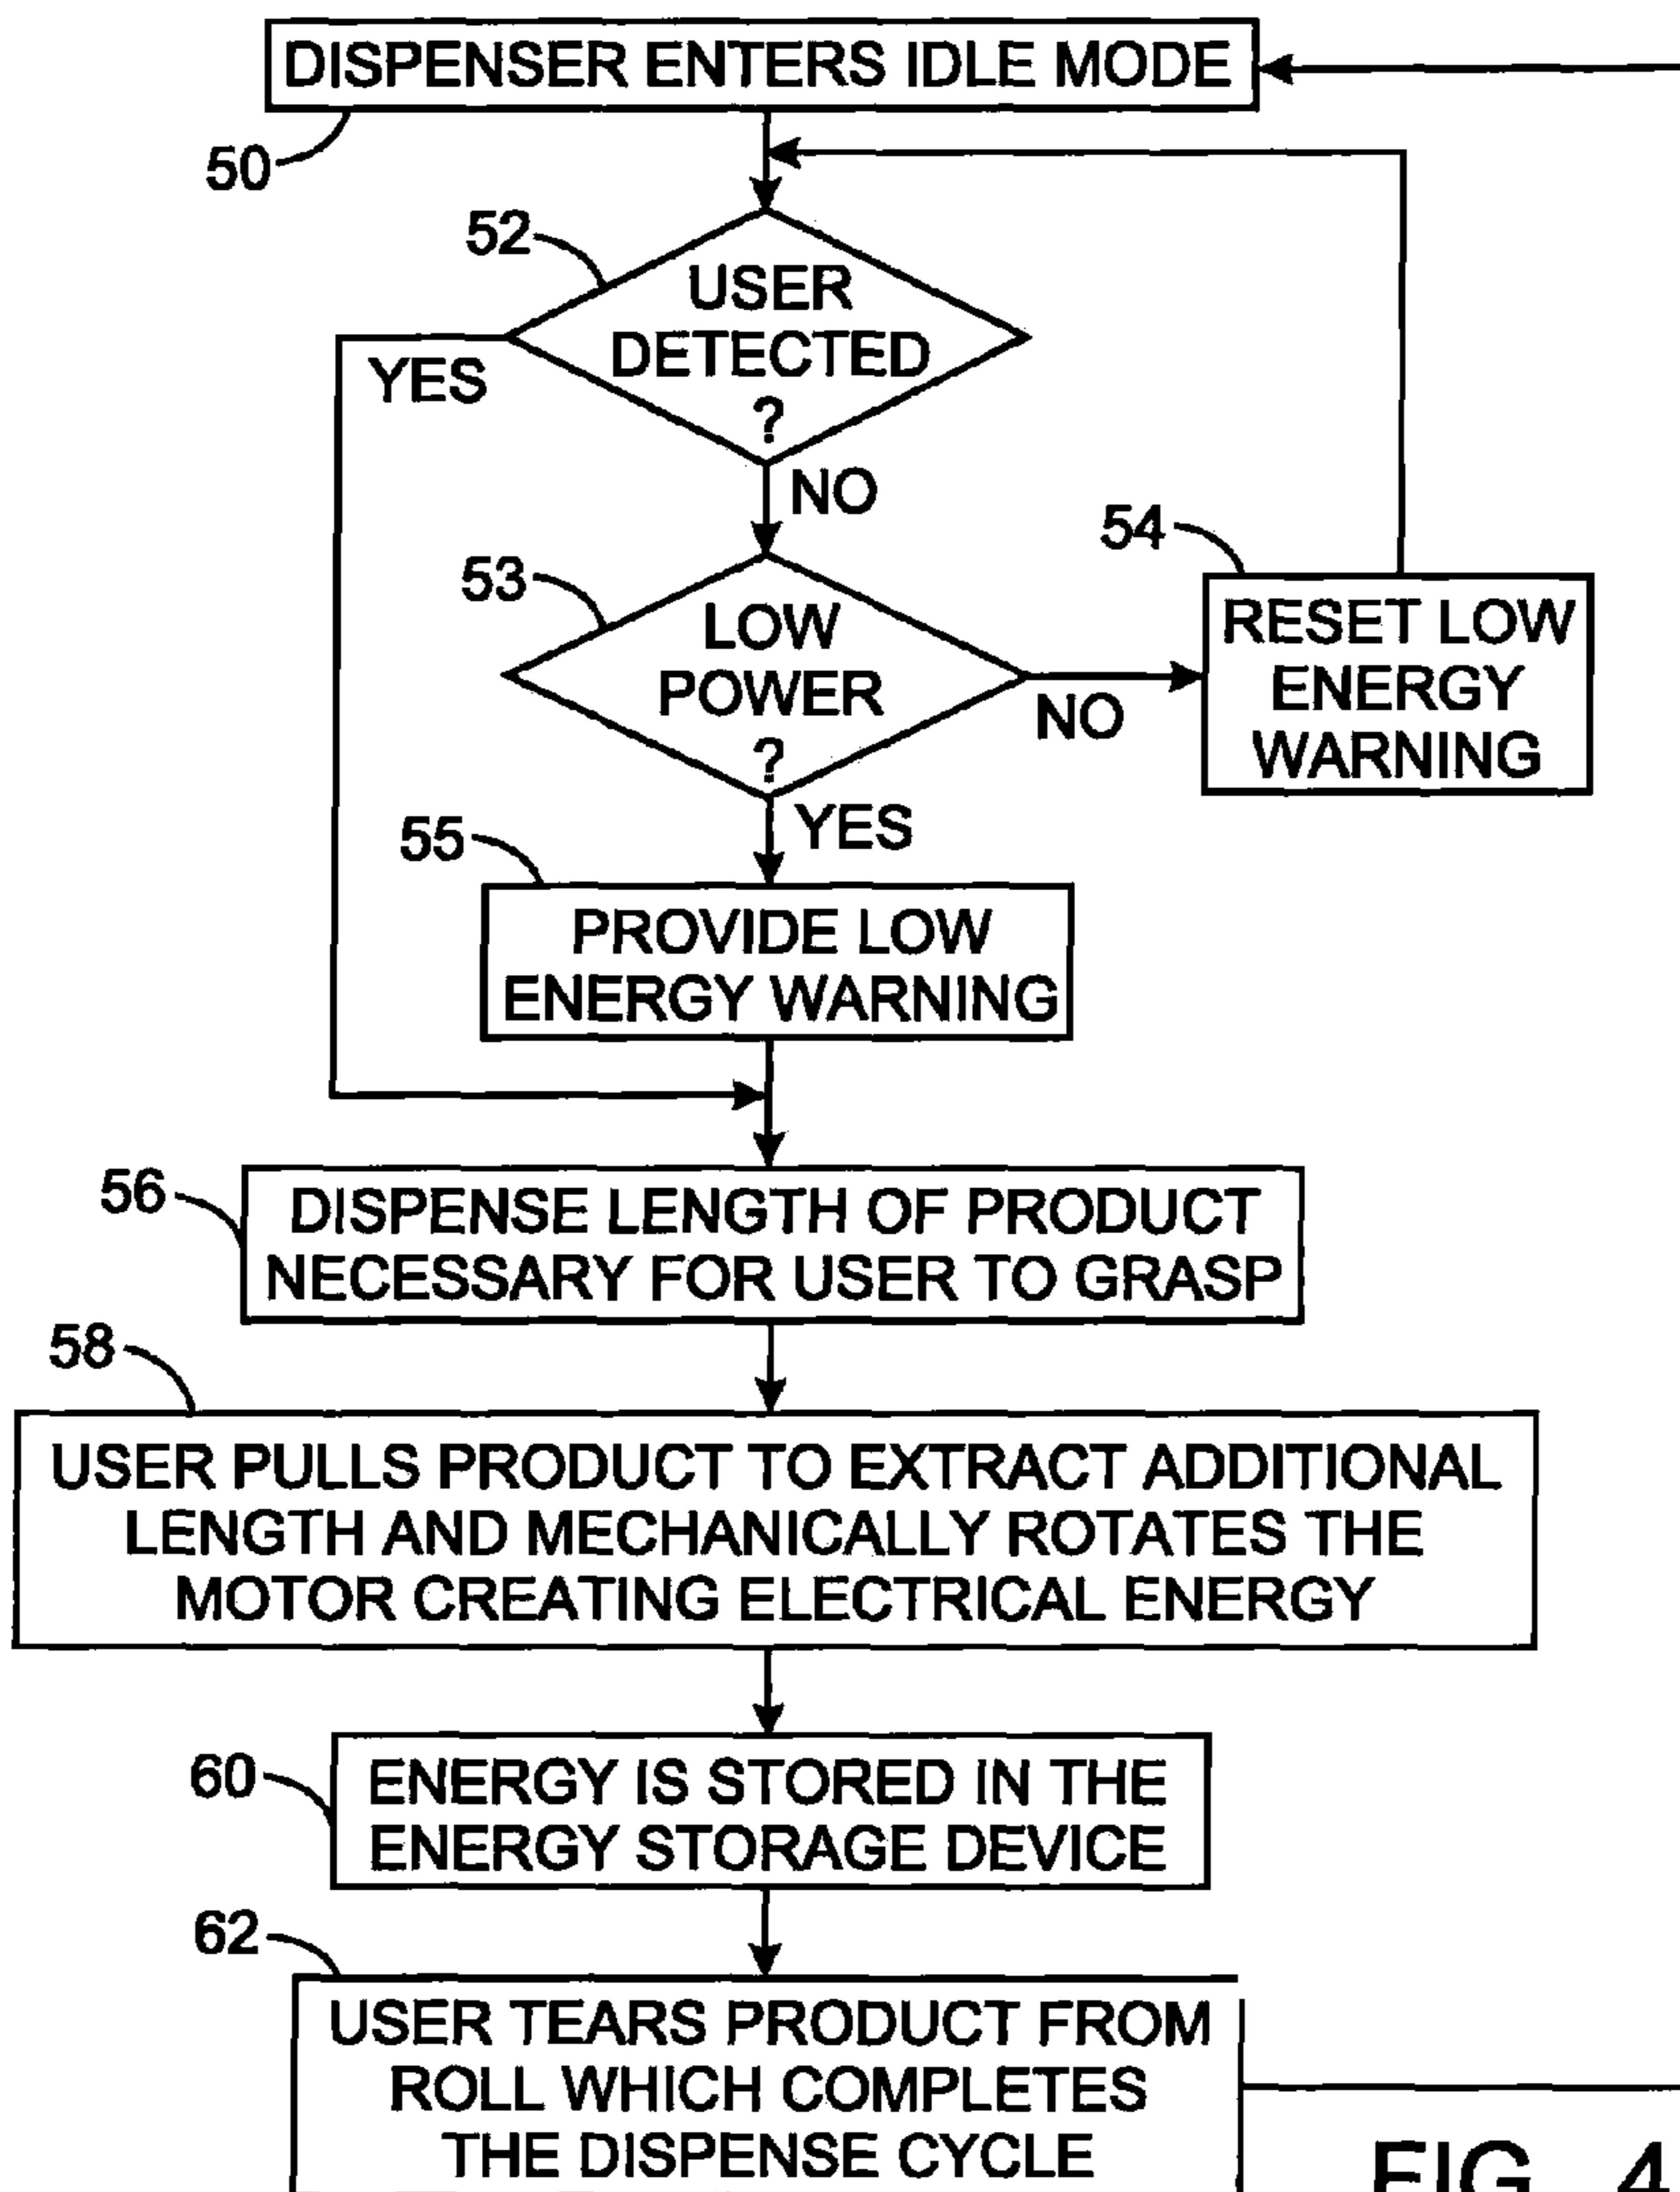 DISPENSER ENTERS IDLE MODE
50
52
USER
DETECTED
?
YES
NO
54
53
LOW
POWER
?
NO
RESET LOW
ENERGY
WARNING
YES
55
PROVIDE LOW
ENERGY WARNING
56
DISPENSE LENGTH OF PRODUCT
NECESSARY FOR USER TO GRASP
58
USER PULLS PRODUCT TO EXTRACT ADDITIONAL
LENGTH AND MECHANICALLY ROTATES THE
MOTOR CREATING ELECTRICAL ENERGY
60
ENERGY IS STORED IN THE
ENERGY STORAGE DEVICE
62
USER TEARS PRODUCT FROM
ROLL WHICH COMPLETES
THE DISPENSE CYCLE
FIG. 4